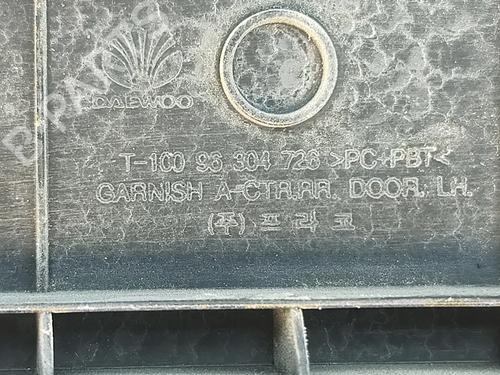 DAEWOO
T-100 96 304 726 >PC+PBT<
GARNISH A-CTR.RR. DOOR, LH.
(주) 프라코